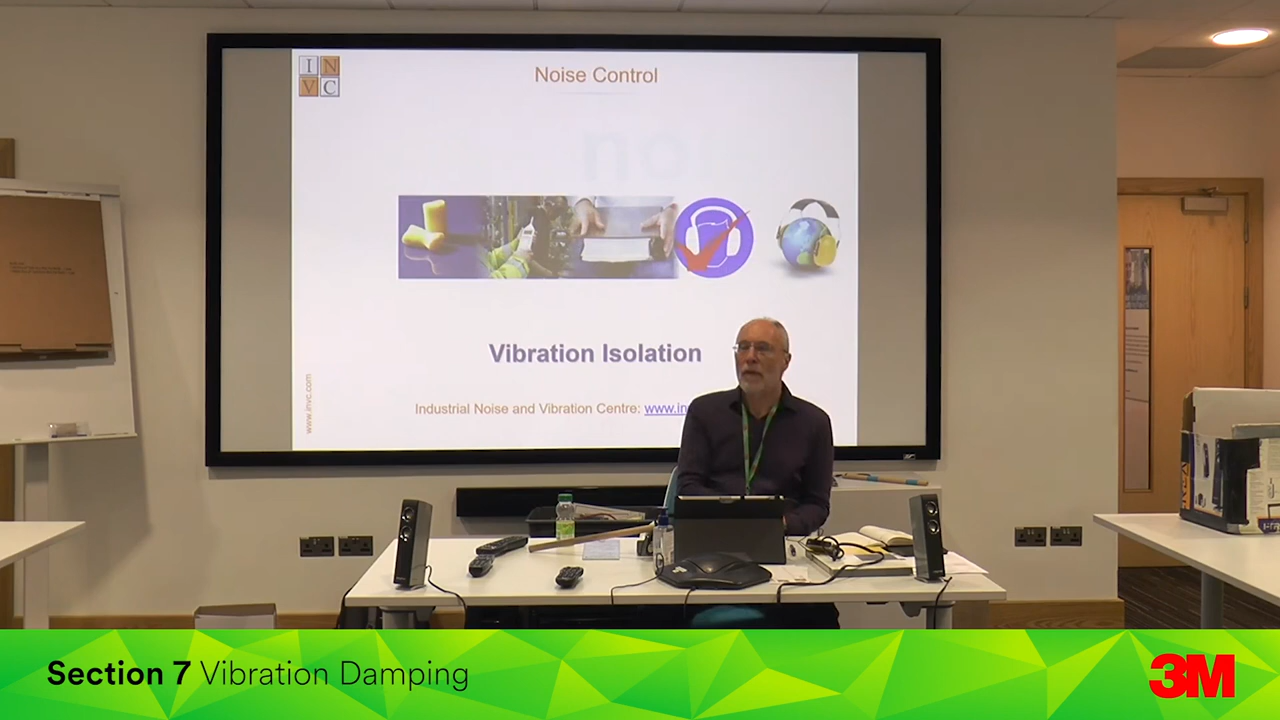 I N
V C
Noise Control
Vibration Isolation
Industrial Noise and Vibration Centre: www.in
www.invc.com
Section 7 Vibration Damping
3M